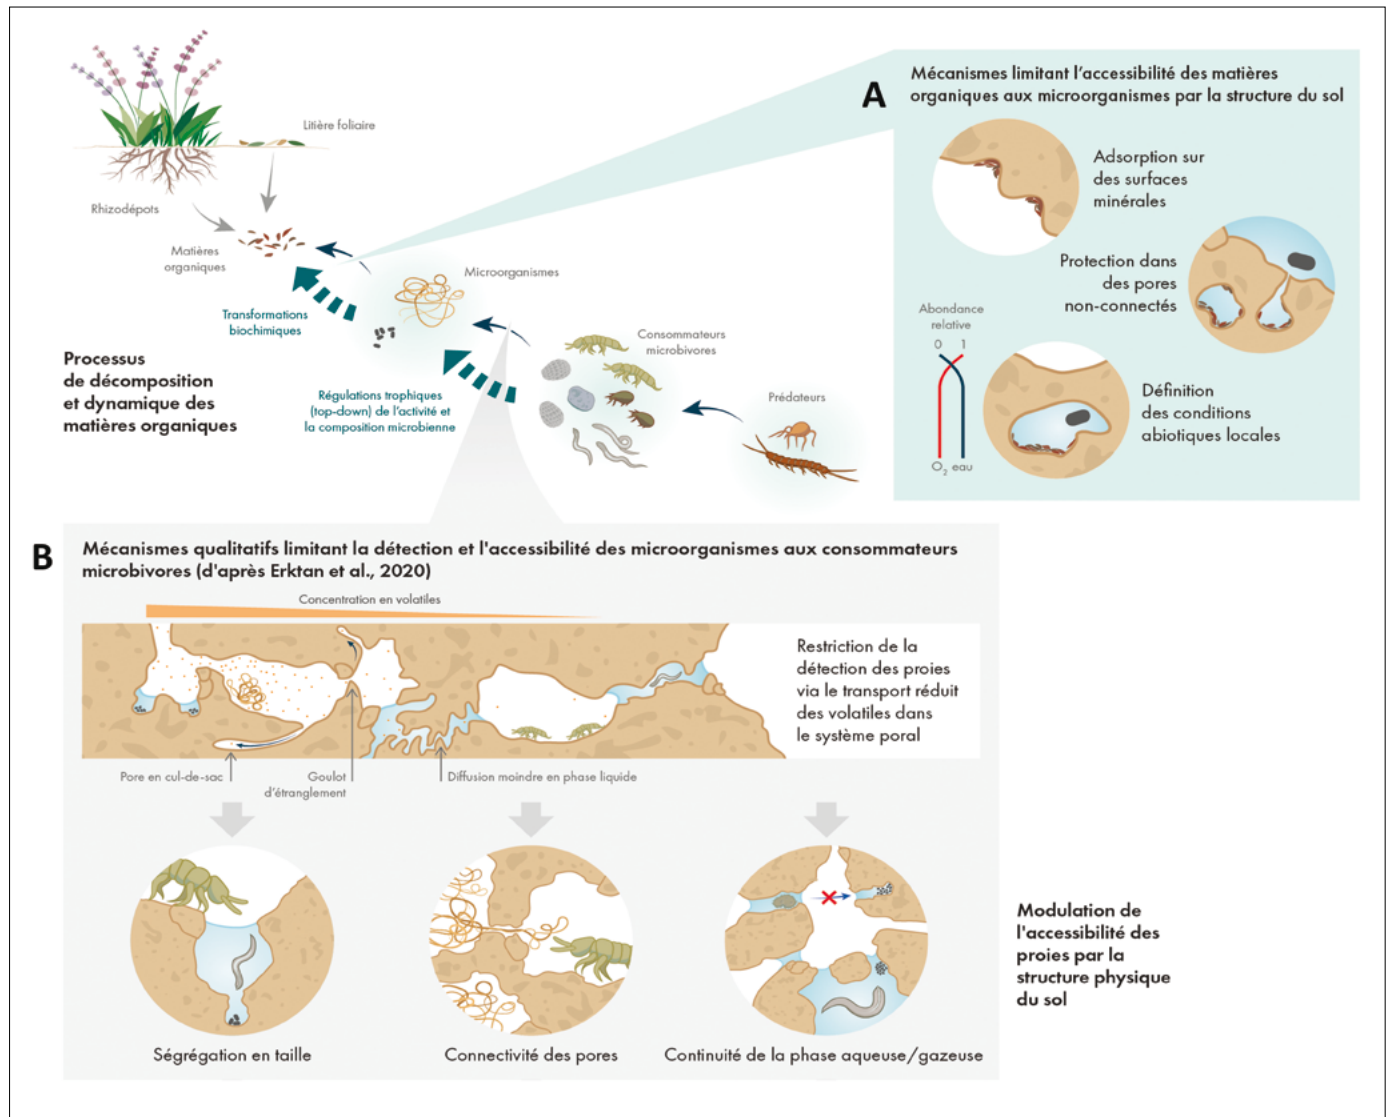 Litière foliaire
Rhizodépots
Matières
organiques
Microorganismes
Transformations
biochimiques
Consommateurs
microbivores
Prédateurs
Régulations trophiques
(top-down) de l'activité et
la composition microbienne
Processus
de décomposition
et dynamique des
matières organiques
A
Mécanismes limitant l'accessibilité des matières
organiques aux microorganismes par la structure du sol
Adsorption sur
des surfaces
minérales
Protection dans
des pores
non-connectés
Abondance
relative
0 1
O2 eau
Définition
des conditions
abiotiques locales
B
Mécanismes qualitatifs limitant la détection et l'accessibilité des microorganismes aux consommateurs
microbivores (d'après Erktan et al., 2020)
Concentration en volatiles
Restriction de la
détection des proies
via le transport réduit
des volatiles dans
le système poral
Pore en cul-de-sac
Goulot
d'étranglement
Diffusion moindre en phase liquide
Ségrégation en taille
Connectivité des pores
Continuité de la phase aqueuse/gazeuse
Modulation de
l'accessibilité des
proies par la
structure physique
du sol